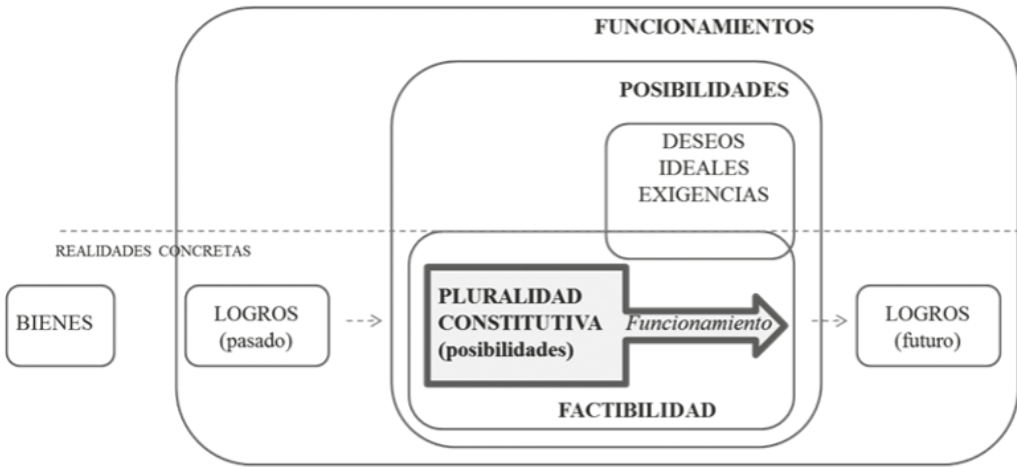 FUNCIONAMIENTOS
POSIBILIDADES
DESEOS
IDEALES
EXIGENCIAS
REALIDADES CONCRETAS
BIENES
LOGROS
(pasado)
PLURALIDAD
CONSTITUTIVA
(posibilidades)
Funcionamiento
LOGROS
(futuro)
FACTIBILIDAD